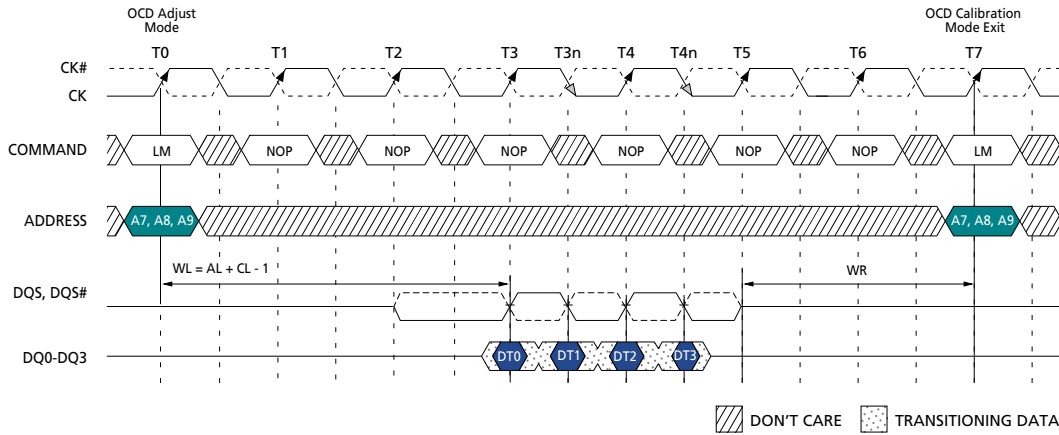 OCD Adjust
Mode
OCD Calibration
Mode Exit
T0 T1 T2 T3 T3n T4 T4n T5 T6 T7
CK#
CK
COMMAND LM NOP NOP NOP NOP NOP NOP LM
ADDRESS A7, A8, A9 A7, A8, A9
WL = AL + CL - 1 WR
DQS, DQS#
DQ0-DQ3 DT0 DT1 DT2 DT3
DON'T CARE TRANSITIONING DATA